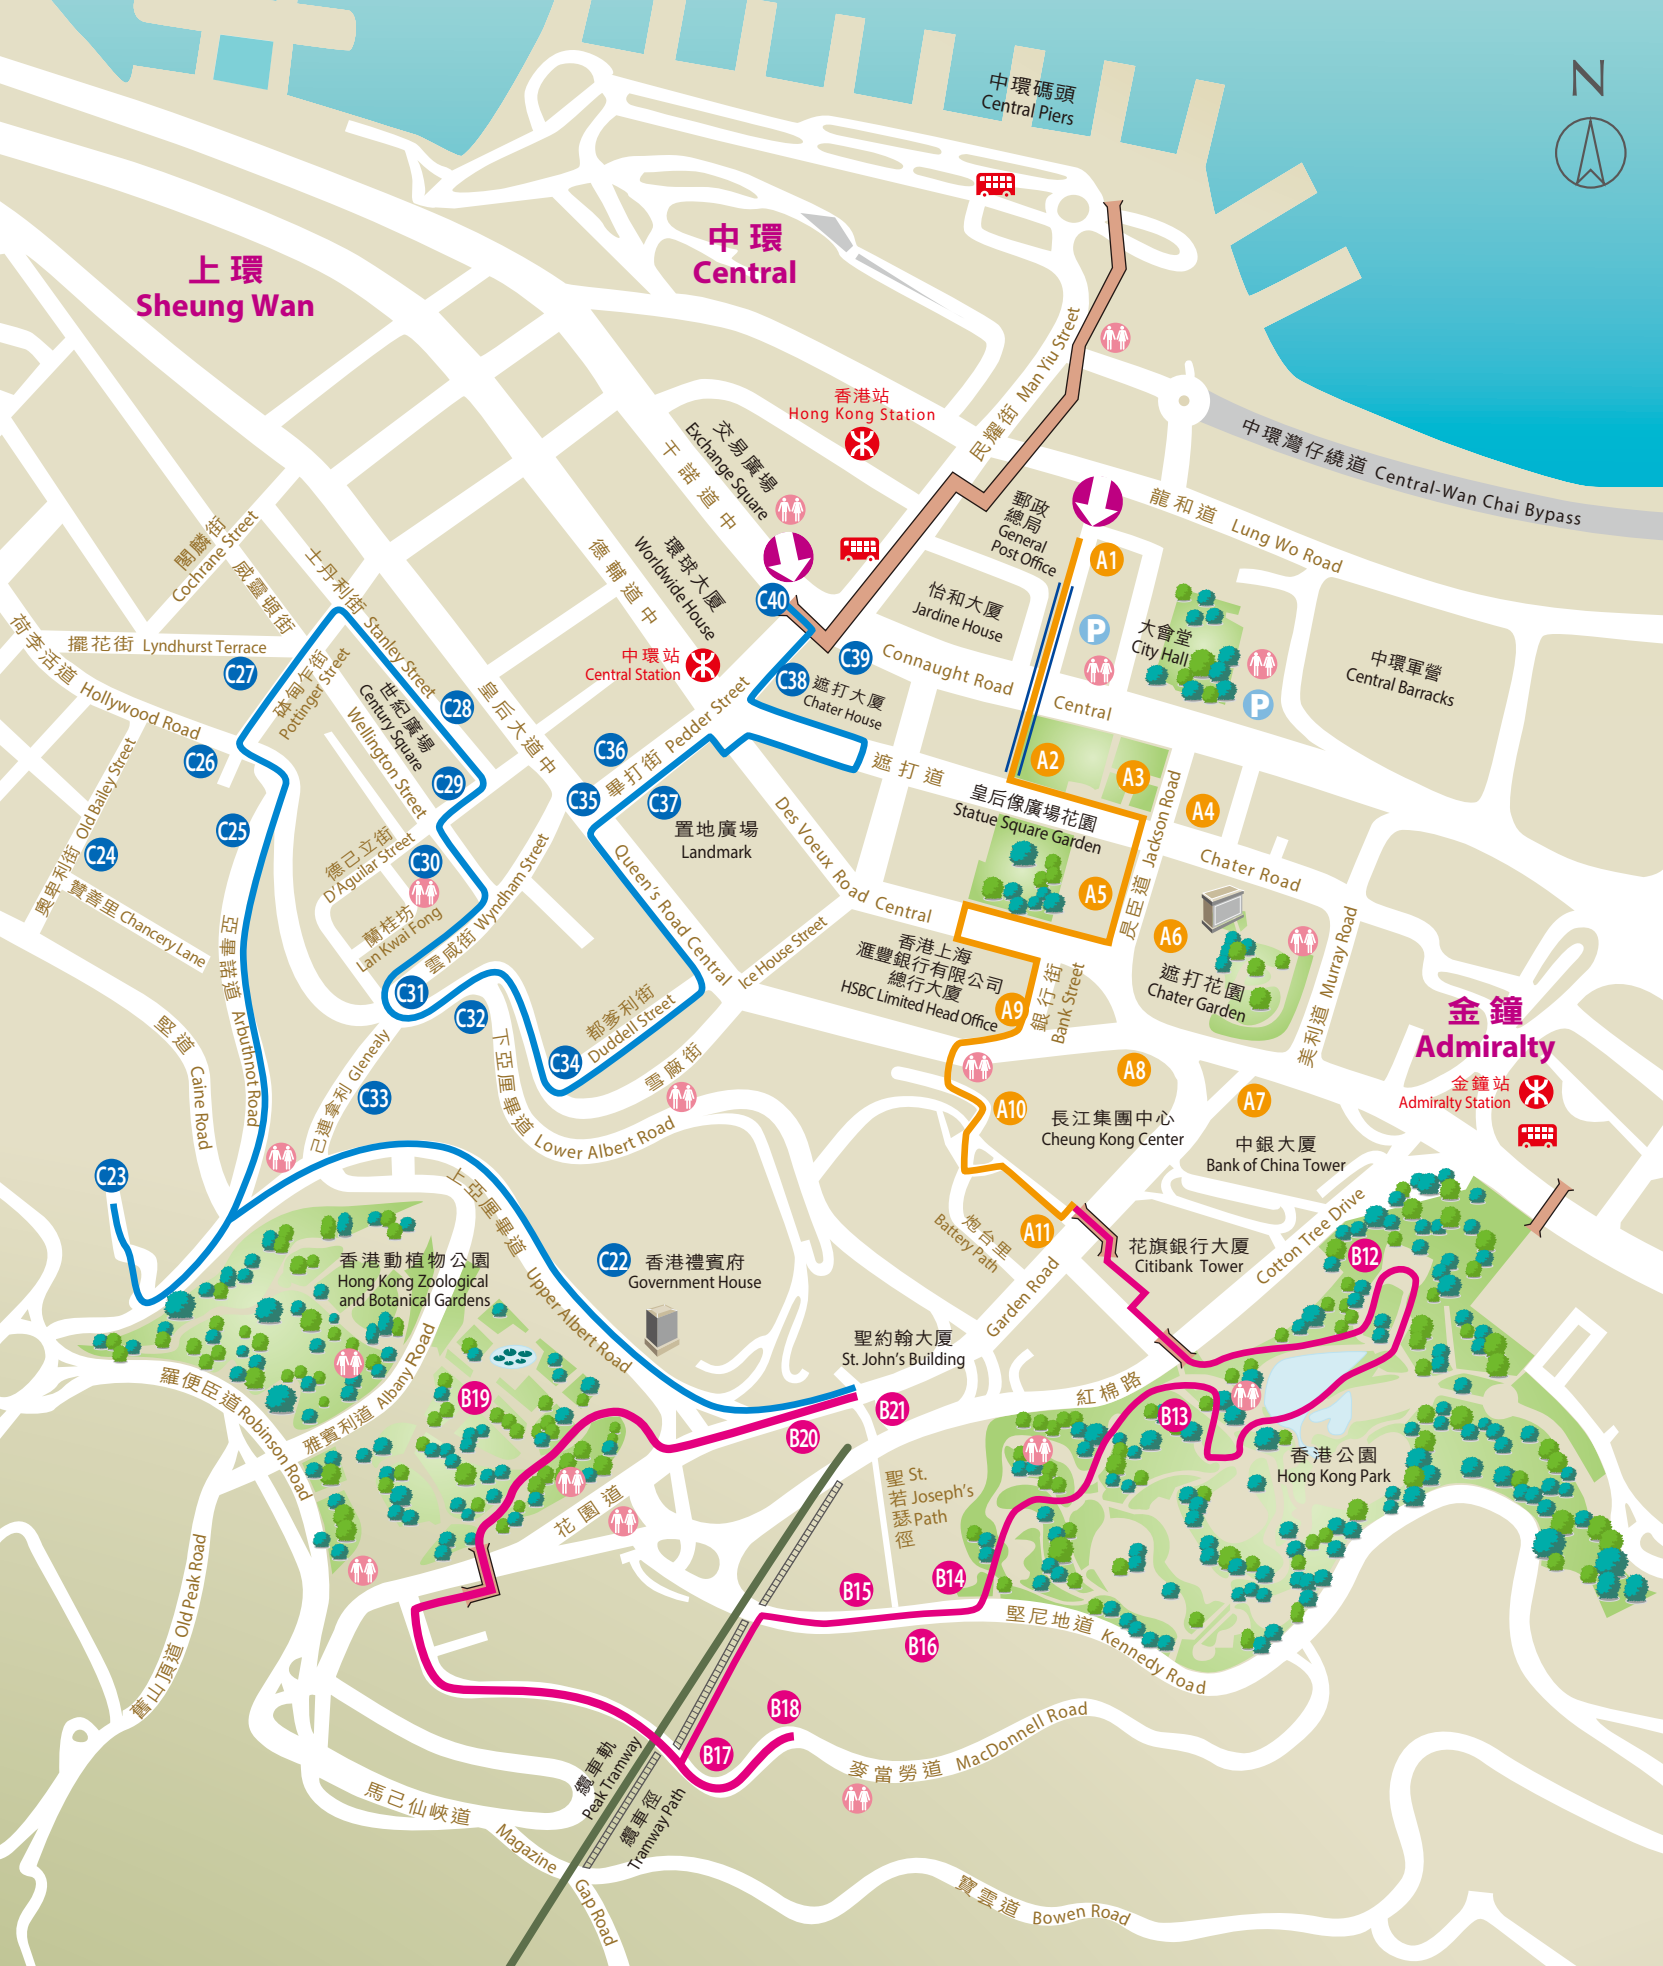 N
中環碼頭
Central Piers
上環
Sheung Wan
中環
Central
民耀街 Man Yiu Street
香港站
Hong Kong Station
中環灣仔繞道 Central-Wan Chai Bypass
交易廣場
Exchange Square
干諾道中
郵政
總局
General
Post Office
龍和道 Lung Wo Road
閣麟街
Cochrane Street
威靈頓街
士丹利街 Stanley Street
德輔道中
環球大廈
Worldwide House
A1
怡和大廈
Jardine House
C40
P
大會堂
City Hall
中環軍營
Central Barracks
荷李活道 Hollywood Road
擺花街 Lyndhurst Terrace
C27
砵甸乍街
Pottinger Street
世紀廣場
Century Square
C28
皇后大道中
中環站
Central Station
C39
C38
遮打大廈
Chater House
Connaught Road
Central
P
Wellington Street
C26
C29
C36
畢打街 Pedder Street
遮打道
A2
A3
A4
皇后像廣場花園
Statue Square Garden
C35
C37
置地廣場
Landmark
Des Voeux Road Central
Chater Road
C25
奧卑利街 Old Bailey Street
C24
贊善里 Chancery Lane
德己立街
D'Aguilar Street
C30
蘭桂坊
Lan Kwai Fong
雲咸街 Wyndham Street
Queen's Road Central
A5
昃臣道 Jackson Road
A6
遮打花園
Chater Garden
美利道 Murray Road
香港上海
滙豐銀行有限公司
總行大廈
HSBC Limited Head Office
A9
銀行街
Bank Street
Ice House Street
亞畢諾道 Arbuthnot Road
C31
C32
都爹利街
Duddell Street
C34
雪廠街
下亞厘畢道 Lower Albert Road
堅道 Caine Road
己連拿利 Glenealy
C33
金鐘
Admiralty
金鐘站
Admiralty Station
A8
A7
A10
長江集團中心
Cheung Kong Center
中銀大廈
Bank of China Tower
C23
上亞厘畢道 Upper Albert Road
炮台里
Battery Path
A11
花旗銀行大廈
Citibank Tower
Cotton Tree Drive
B12
香港動植物公園
Hong Kong Zoological
and Botanical Gardens
C22
香港禮賓府
Government House
Garden Road
聖約翰大廈
St. John's Building
羅便臣道 Robinson Road
雅賓利道 Albany Road
B19
B20
B21
紅棉路
B13
香港公園
Hong Kong Park
花園道
聖 St.
若 Joseph's
瑟 Path
徑
舊山頂道 Old Peak Road
B15
B14
B16
堅尼地道 Kennedy Road
B18
B17
纜車軌
Peak Tramway
纜車徑
Tramway Path
麥當勞道 MacDonnell Road
馬己仙峽道 Magazine Gap Road
寶雲道 Bowen Road